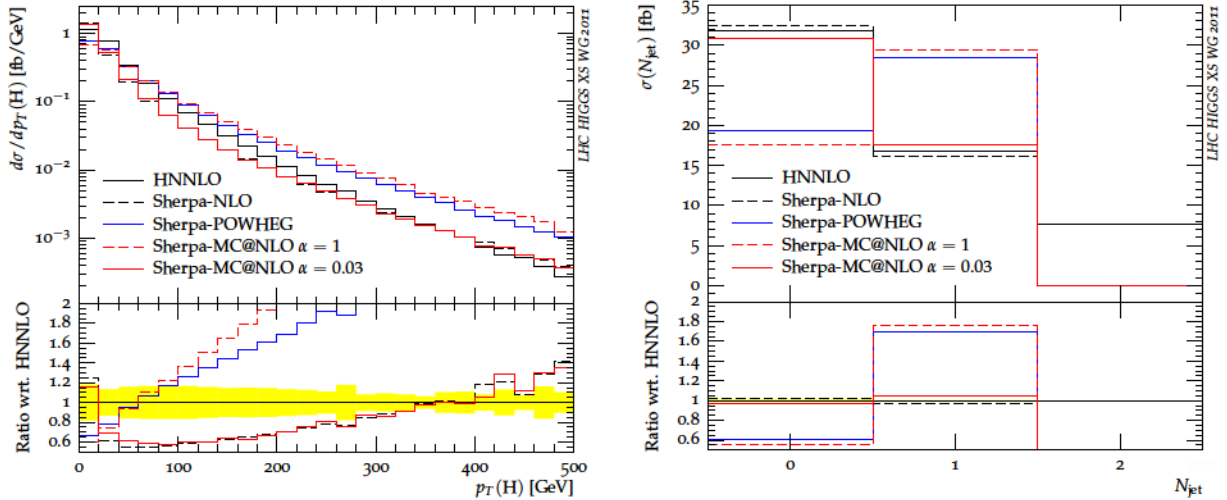 dσ/dp_T(H) [fb/GeV]
1
10⁻¹
10⁻²
10⁻³
HNNLO
Sherpa-NLO
Sherpa-POWHEG
Sherpa-MC@NLO α = 1
Sherpa-MC@NLO α = 0.03
LHC HIGGS XS WG 2011
Ratio wrt. HNNLO
2
1.8
1.6
1.4
1.2
1
0.8
0.6
0 100 200 300 400 500
p_T(H) [GeV]
σ(N_jet) [fb]
35
30
25
20
15
10
5
0
HNNLO
Sherpa-NLO
Sherpa-POWHEG
Sherpa-MC@NLO α = 1
Sherpa-MC@NLO α = 0.03
LHC HIGGS XS WG 2011
Ratio wrt. HNNLO
2
1.8
1.6
1.4
1.2
1
0.8
0.6
0 1 2
N_jet